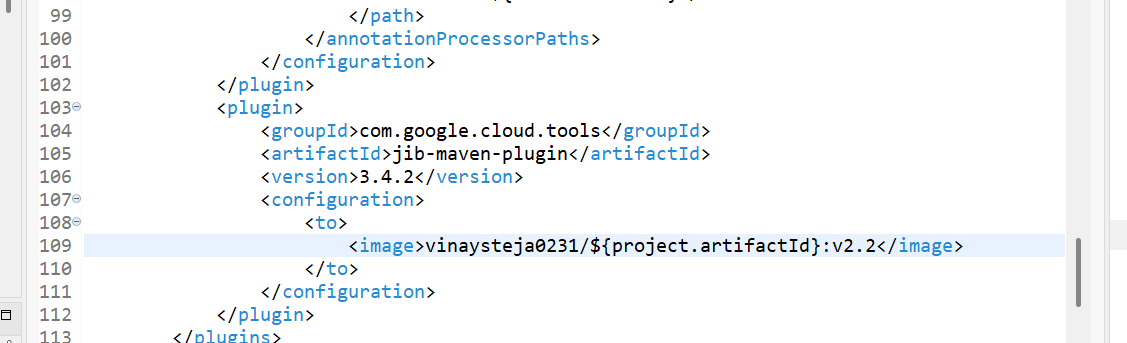 99 </path>
100 </annotationProcessorPaths>
101 </configuration>
102 </plugin>
103 <plugin>
104 <groupId>com.google.cloud.tools</groupId>
105 <artifactId>jib-maven-plugin</artifactId>
106 <version>3.4.2</version>
107 <configuration>
108 <to>
109 <image>vinaysteja0231/${project.artifactId}:v2.2</image>
110 </to>
111 </configuration>
112 </plugin>
113 </plugins>